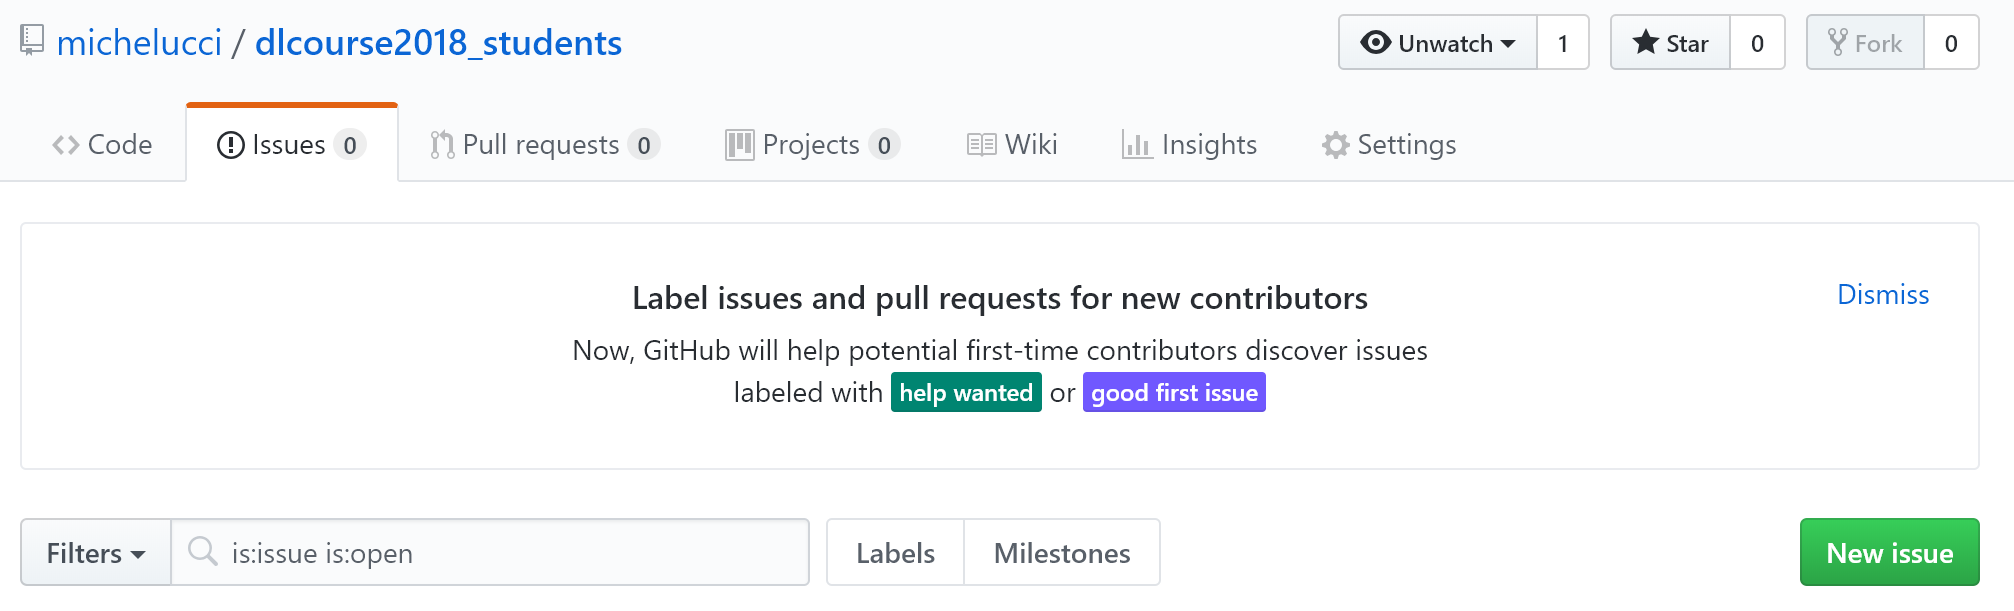 michelucci / dlcourse2018_students
Unwatch 1 Star 0 Fork 0
Code Issues 0 Pull requests 0 Projects 0 Wiki Insights Settings
Label issues and pull requests for new contributors
Dismiss
Now, GitHub will help potential first-time contributors discover issues
labeled with help wanted or good first issue
Filters is:issue is:open Labels Milestones New issue